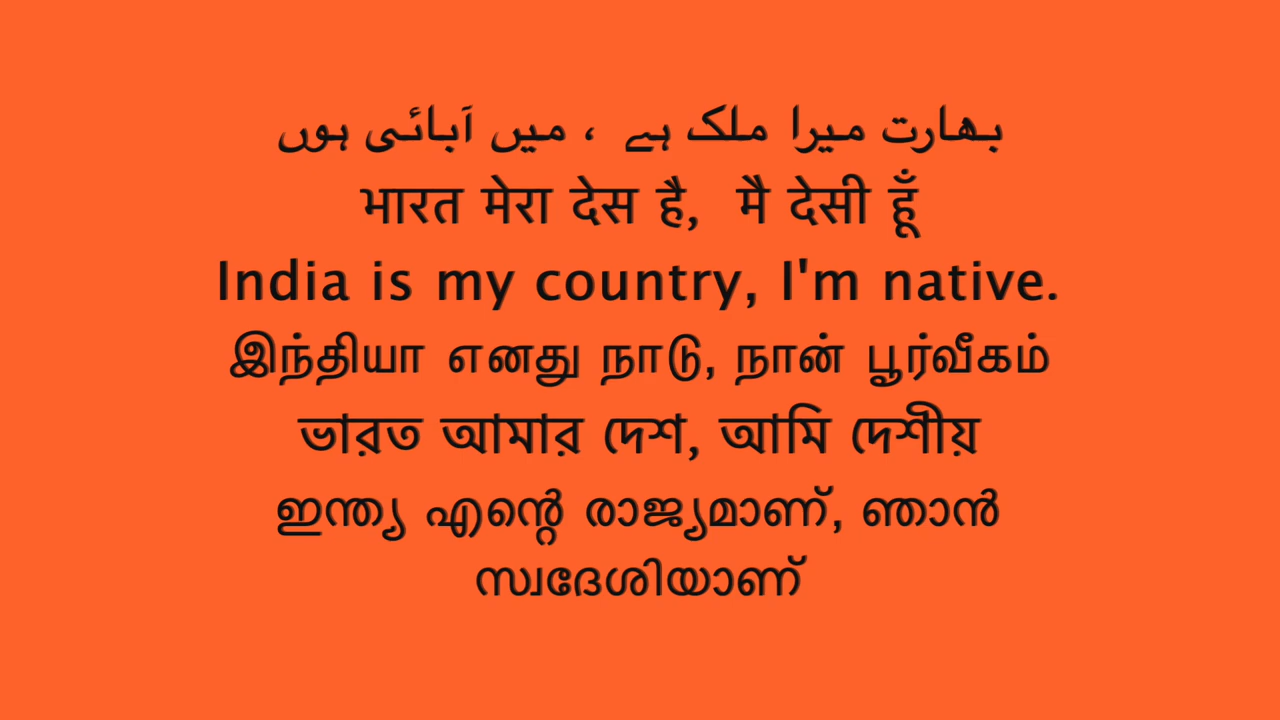 بھارت میرا ملک ہے ، میں آبائی ہوں
भारत मेरा देस है, मै देसी हूँ
India is my country, I'm native.
இந்தியா எனது நாடு, நான் பூர்வீகம்
ভারত আমার দেশ, আমি দেশীয়
ഇന്ത്യ എന്റെ രാജ്യമാണ്, ഞാൻ
സ്വദേശിയാണ്